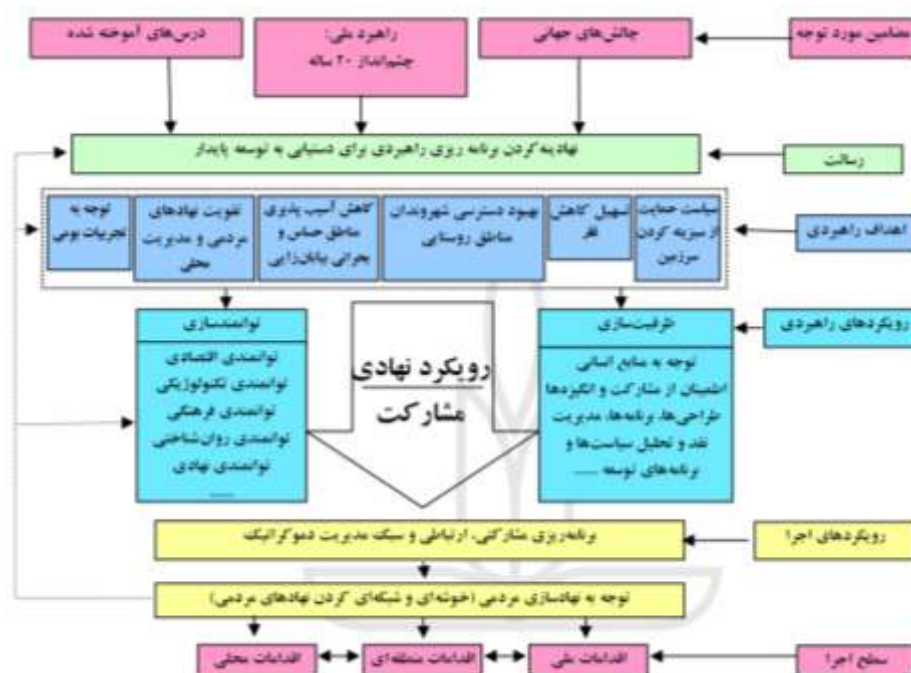 مضامین مورد توجه
چالش‌های جهانی
راهبرد ملی:
چشم‌انداز ۲۰ ساله
درس‌های آموخته شده
رسالت
نهادینه‌کردن برنامه ریزی راهبردی برای دستیابی به توسعه پایدار
اهداف راهبردی
سیاست حمایت
از سبزینه کردن
سرزمین
تسهیل کاهش
فقر
بهبود دسترسی شهروندان
مناطق روستایی
کاهش آسیب پذیری
مناطق حساس و
بحرانی بیابان‌زایی
تقویت نهادهای
مردمی و مدیریت
محلی
توجه به
تجربیات بومی
رویکردهای راهبردی
ظرفیت‌سازی
توجه به منابع انسانی
اطمینان از مشارکت و انگیزه‌ها
طراحی‌ها، برنامه‌ها، مدیریت
نقد و تحلیل سیاست‌ها و
برنامه‌های توسعه .....
رویکرد نهادی
مشارکت
توانمندسازی
توانمندی اقتصادی
توانمندی تکنولوژیکی
توانمندی فرهنگی
توانمندی روان‌شناختی
توانمندی نهادی
.....
رویکردهای اجرا
برنامه‌ریزی مشارکتی، ارتباطی و سبک مدیریت دموکراتیک
توجه به نهادسازی مردمی (خوشه‌ای و شبکه‌ای کردن نهادهای مردمی)
سطح اجرا
اقدامات ملی
اقدامات منطقه‌ای
اقدامات محلی